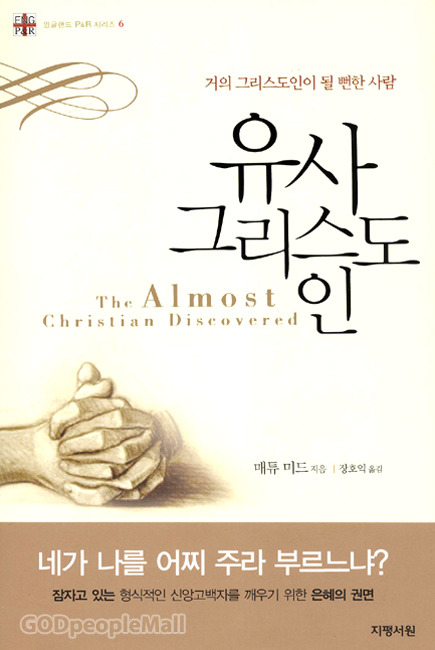 ENG
P&R
잉글랜드 P&R 시리즈 6
거의 그리스도인이 될 뻔한 사람
유사
그리스도
인
The Almost
Christian Discovered
매튜 미드 지음 | 장호익 옮김
네가 나를 어찌 주라 부르느냐?
잠자고 있는 형식적인 신앙고백자를 깨우기 위한 은혜의 권면
GODpeopleMall
지평서원